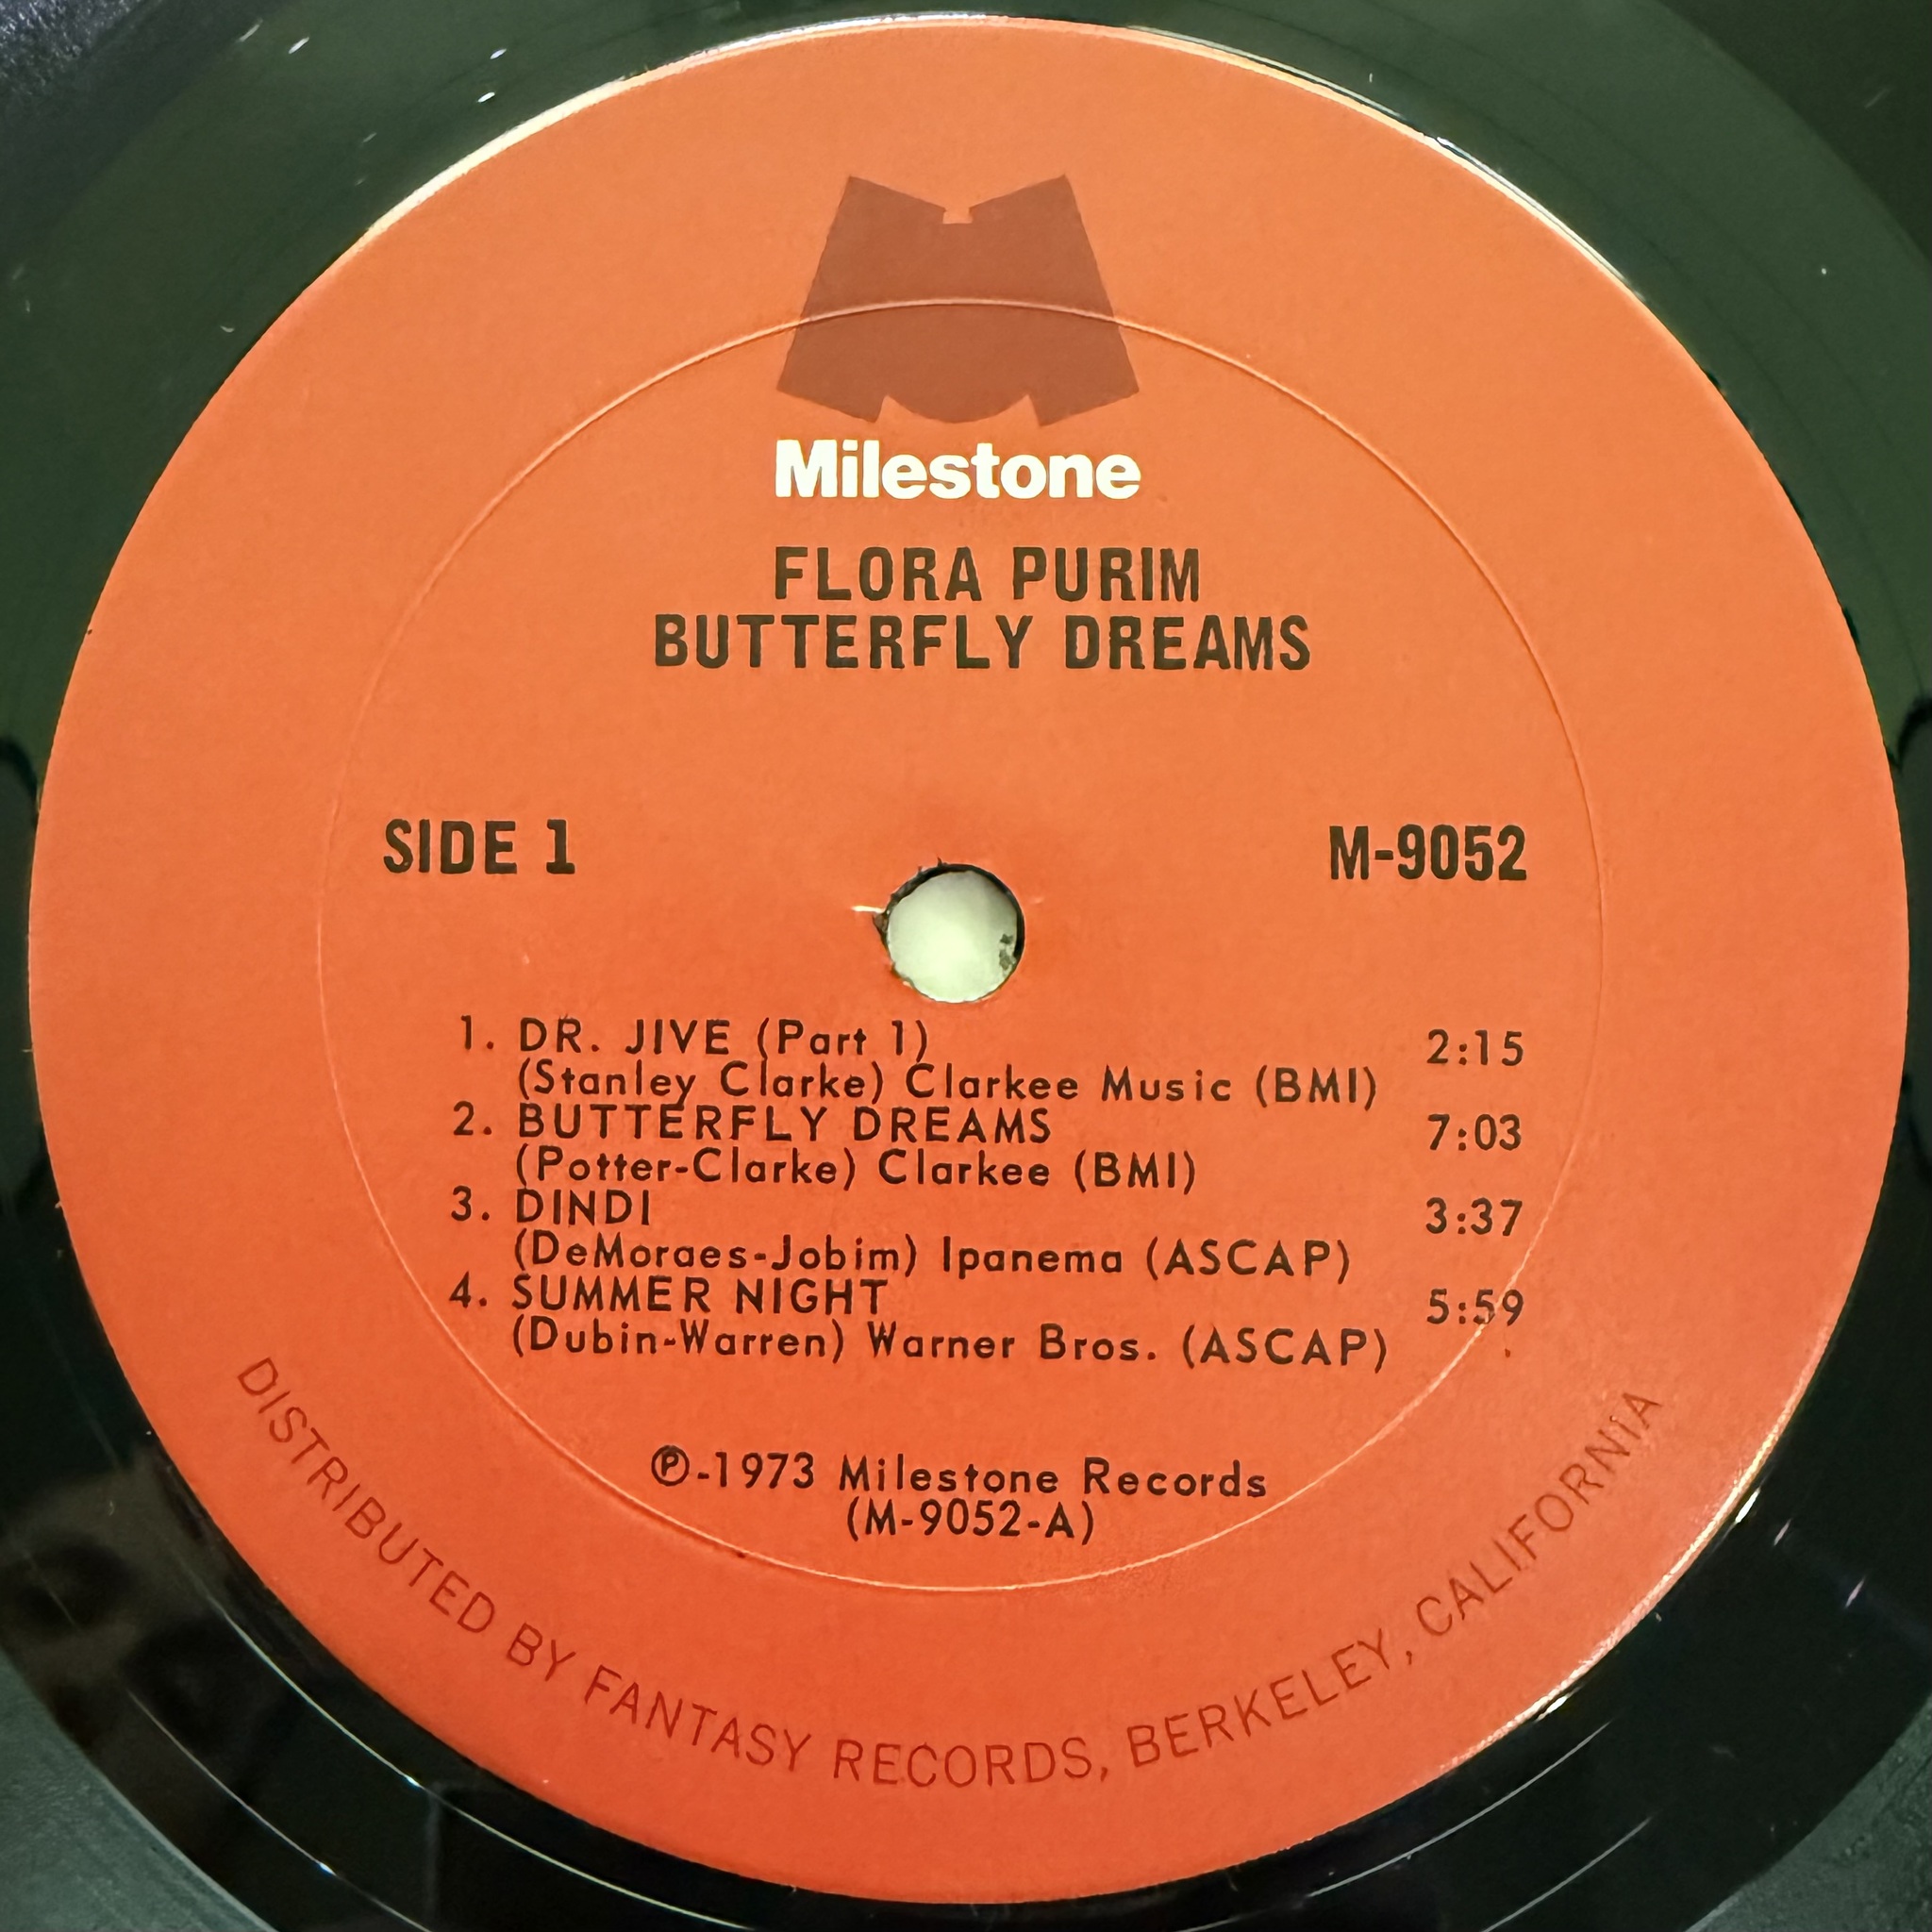 Milestone
FLORA PURIM
BUTTERFLY DREAMS
SIDE 1
M-9052
1. DR. JIVE (Part 1) 2:15
(Stanley Clarke) Clarkee Music (BMI)
2. BUTTERFLY DREAMS 7:03
(Potter-Clarke) Clarkee (BMI)
3. DINDI 3:37
(DeMoraes-Jobim) Ipanema (ASCAP)
4. SUMMER NIGHT 5:59
(Dubin-Warren) Warner Bros. (ASCAP)
℗-1973 Milestone Records
(M-9052-A)
DISTRIBUTED BY FANTASY RECORDS, BERKELEY, CALIFORNIA